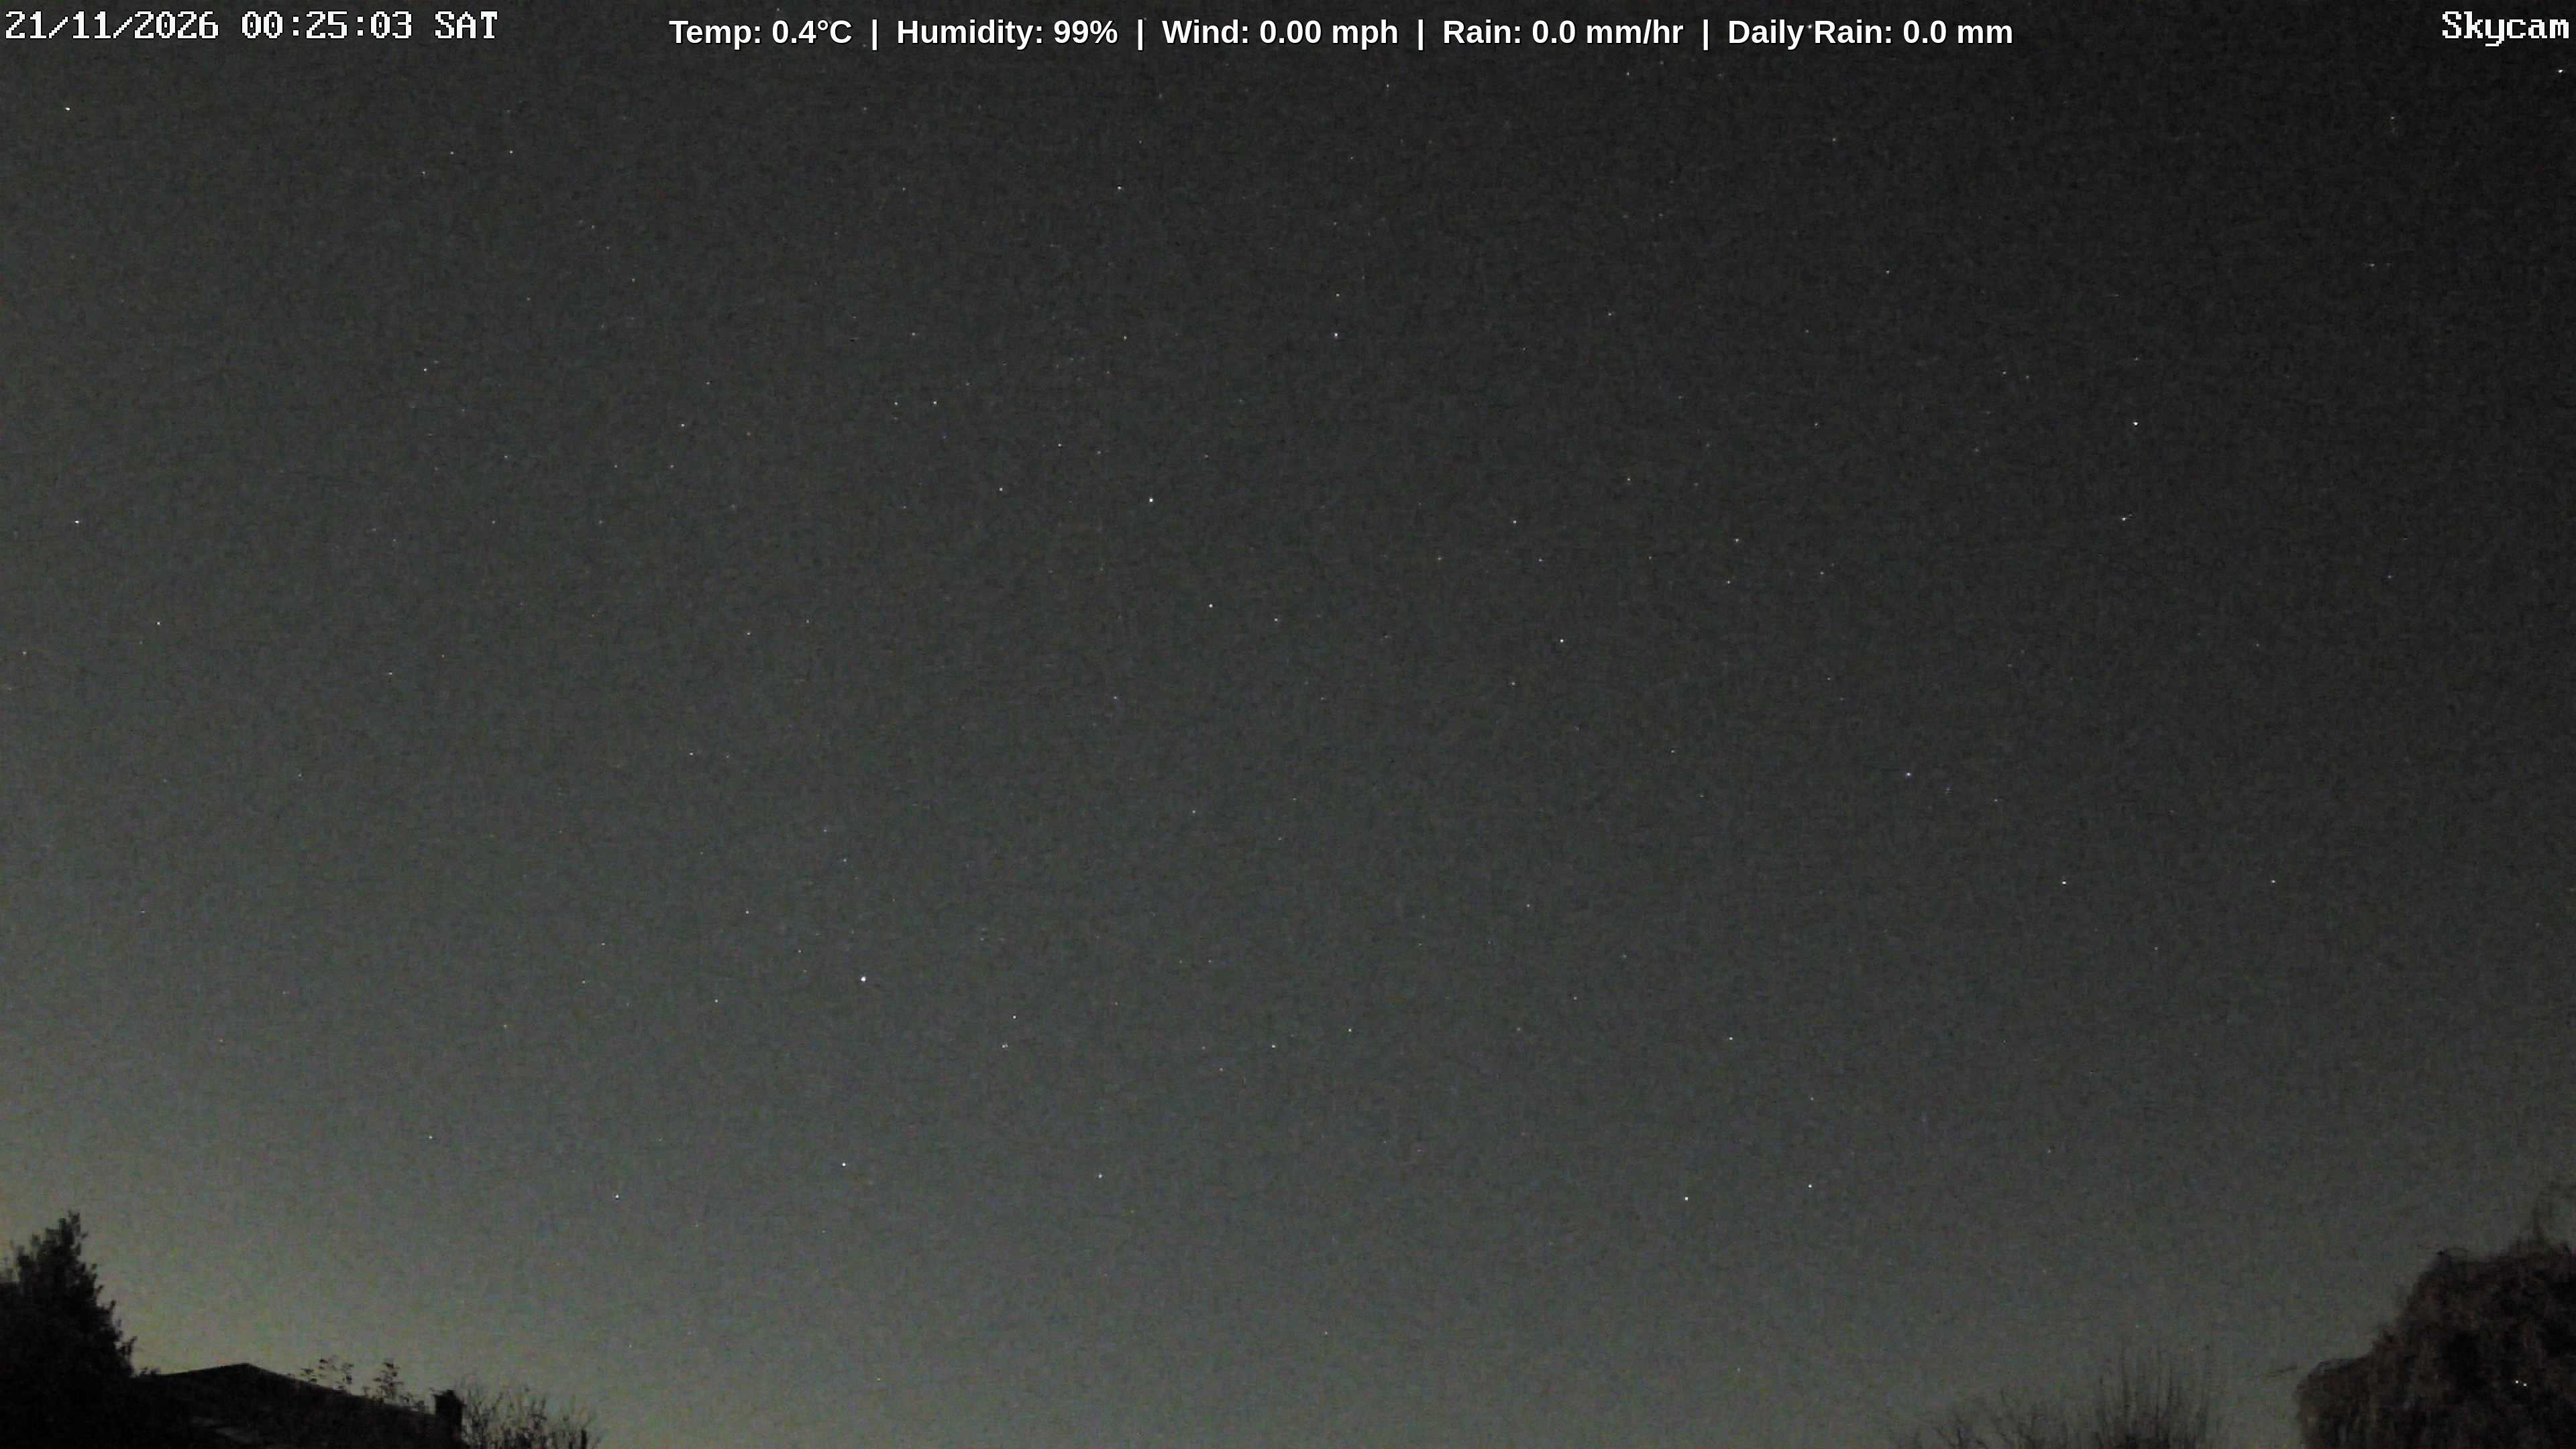 21/11/2026 00:25:03 SAT
Temp: 0.4°C | Humidity: 99% | Wind: 0.00 mph | Rain: 0.0 mm/hr | Daily Rain: 0.0 mm
Skycam